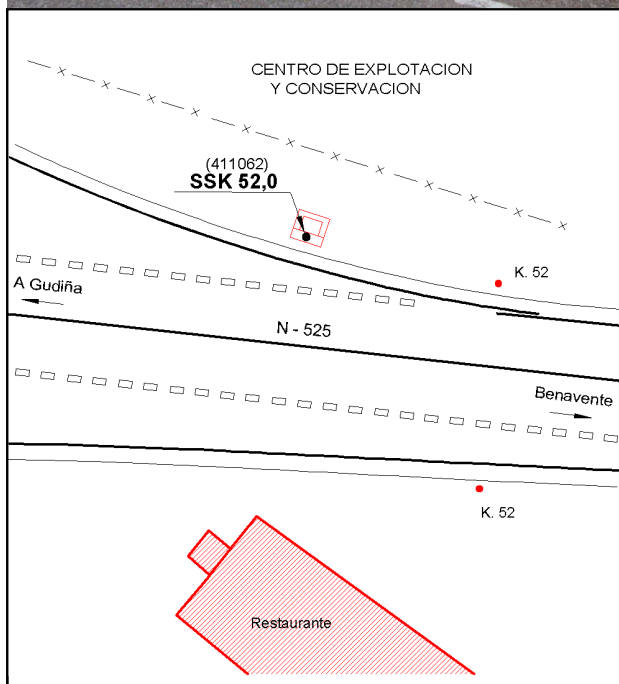 CENTRO DE EXPLOTACION
Y CONSERVACION
(411062)
SSK 52,0
K. 52
A Gudiña
N - 525
Benavente
K. 52
Restaurante